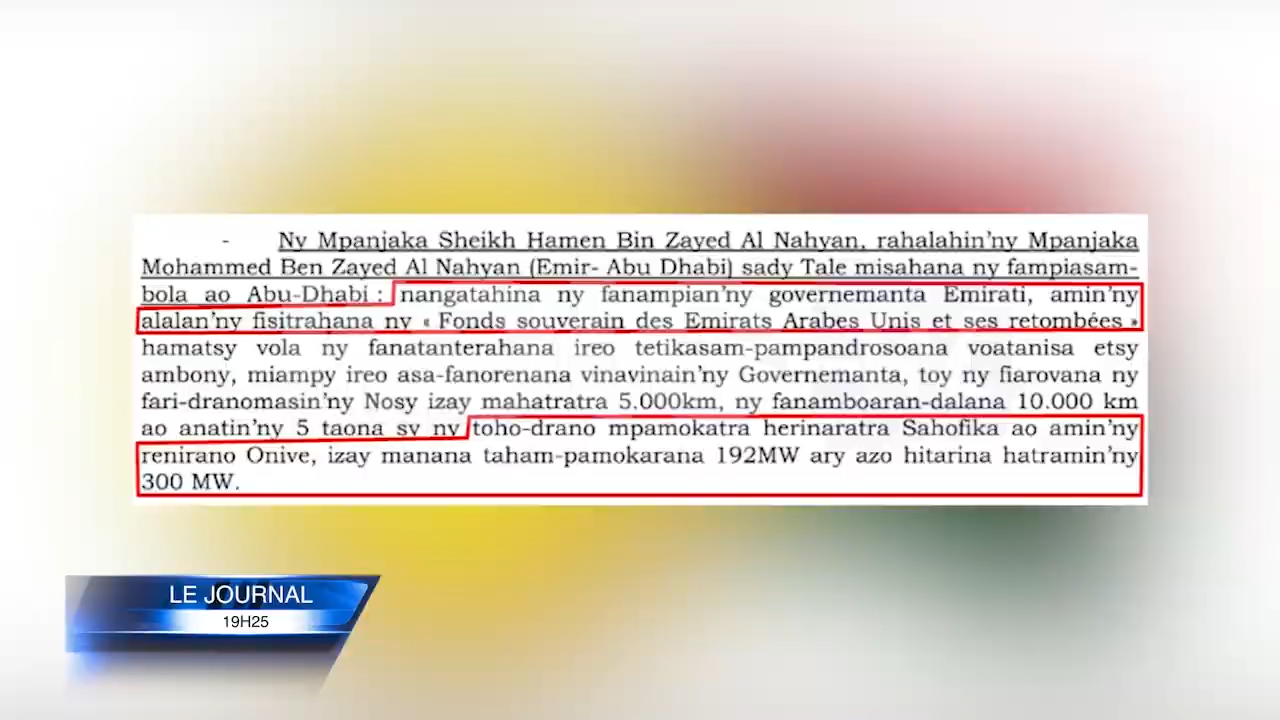 - Ny Mpanjaka Sheikh Hamen Bin Zayed Al Nahyan, rahalahin'ny Mpanjaka
Mohammed Ben Zayed Al Nahyan (Emir- Abu Dhabi) sady Tale misahana ny fampiasam-
bola ao Abu-Dhabi : nangatahina ny fanampian'ny governemanta Emirati, amin'ny
alalan'ny fisitrahana ny « Fonds souverain des Emirats Arabes Unis et ses retombées »
hamatsy vola ny fanatanterahana ireo tetikasam-pampandrosoana voatanisa etsy
ambony, miampy ireo asa-fanorenana vinavinain'ny Governemanta, toy ny fiarovana ny
fari-dranomasin'ny Nosy izay mahatratra 5.000km, ny fanamboaran-dalana 10.000 km
ao anatin'ny 5 taona sy ny toho-drano mpamokatra herinaratra Sahofika ao amin'ny
renirano Onive, izay manana taham-pamokarana 192MW ary azo hitarina hatramin'ny
300 MW.
LE JOURNAL
19H25